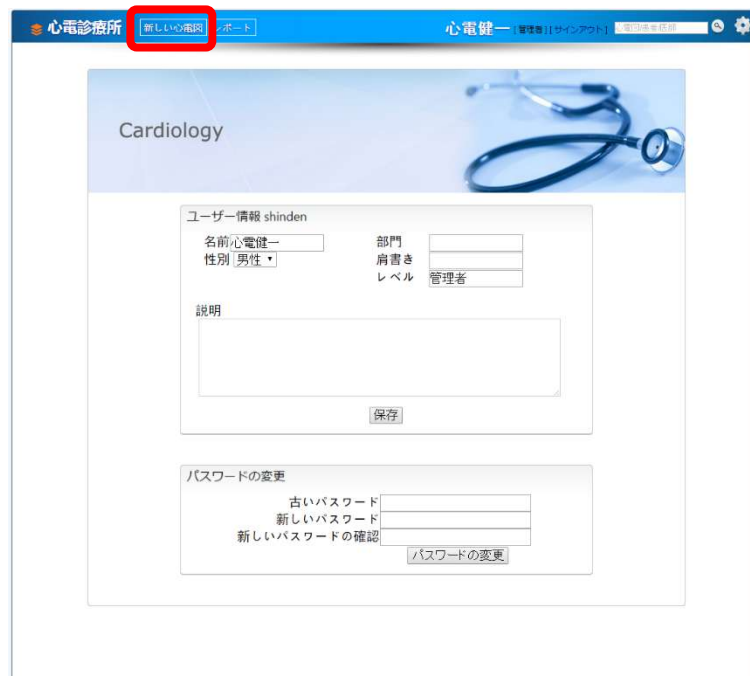 心電診療所 新しい心電図 レポート 心電健一 [管理者] [サインアウト]
Cardiology
ユーザー情報 shinden
名前 心電健一 部門
性別 男性 肩書き
レベル 管理者
説明
保存
パスワードの変更
古いパスワード
新しいパスワード
新しいパスワードの確認
パスワードの変更